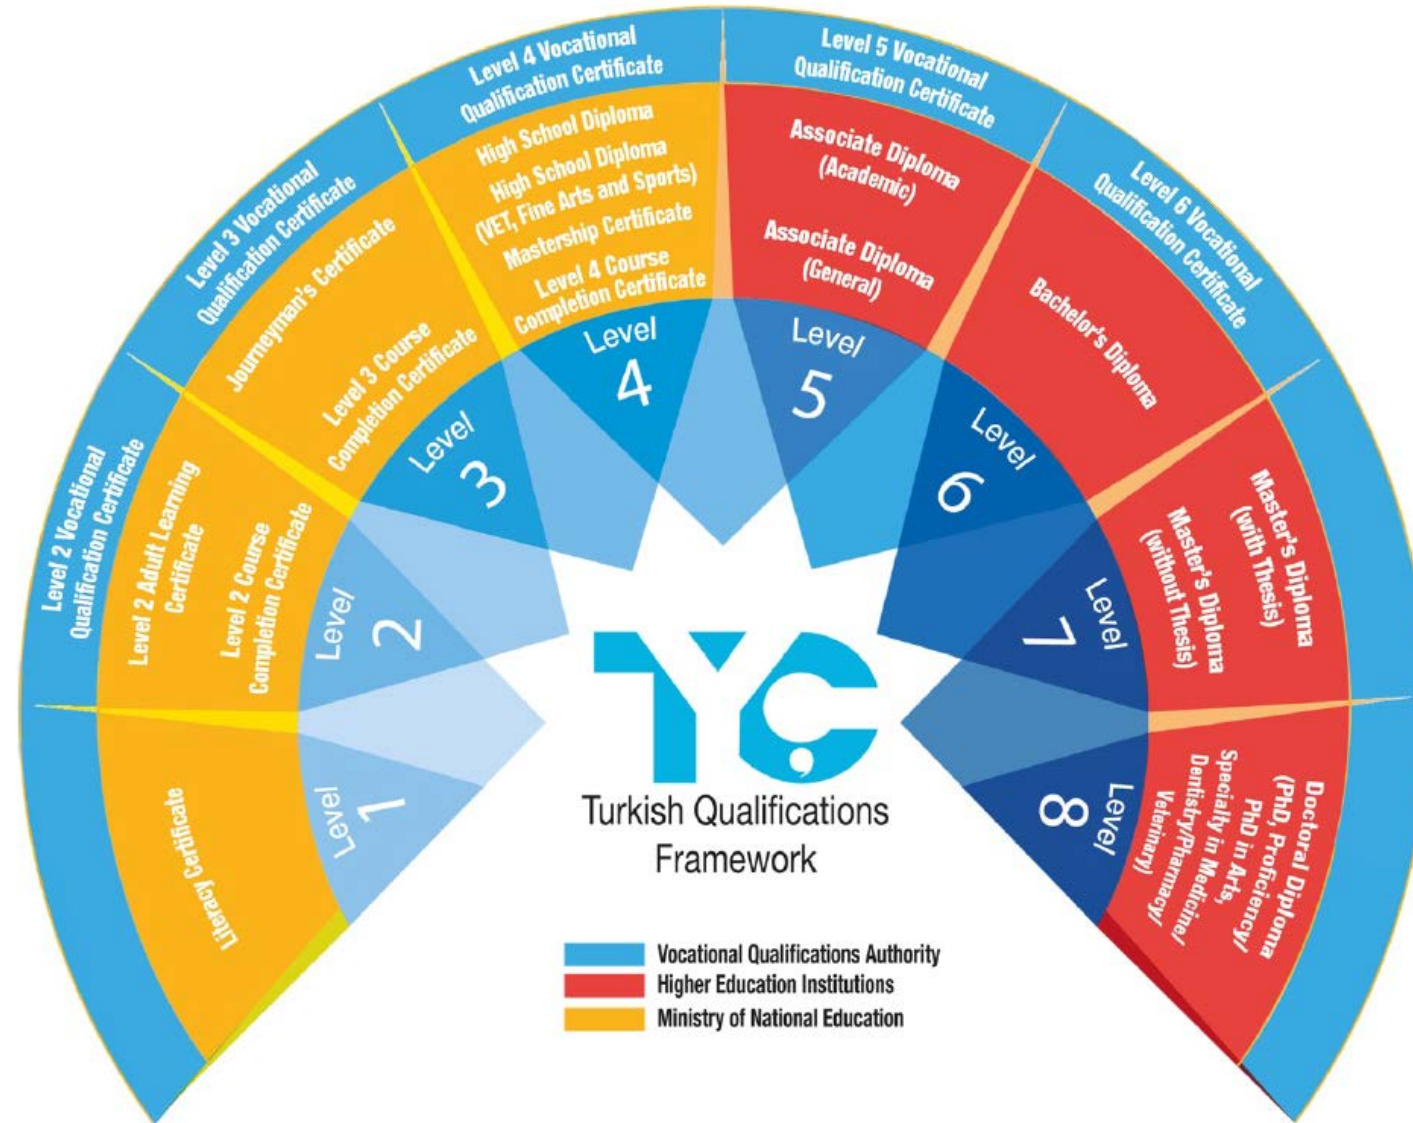 Level 2 Vocational
Qualification Certificate
Level 3 Vocational
Qualification Certificate
Level 4 Vocational
Qualification Certificate
Level 5 Vocational
Qualification Certificate
Level 6 Vocational
Qualification Certificate
Literacy Certificate
Level 2 Adult Learning
Certificate
Level 2 Course
Completion Certificate
Journeyman's Certificate
Level 3 Course
Completion Certificate
High School Diploma
High School Diploma
(VET, Fine Arts and Sports)
Mastership Certificate
Level 4 Course
Completion Certificate
Associate Diploma
(Academic)
Associate Diploma
(General)
Bachelor's Diploma
Master's Diploma
(with Thesis)
Master's Diploma
(without Thesis)
Doctoral Diploma
(PhD, Proficiency/
PhD in Arts,
Specialty in Medicine/
Dentistry/Pharmacy/
Veterinary)
Level
1
Level
2
Level
3
Level
4
Level
5
Level
6
Level
7
Level
8
TYÇ
Turkish Qualifications
Framework
Vocational Qualifications Authority
Higher Education Institutions
Ministry of National Education